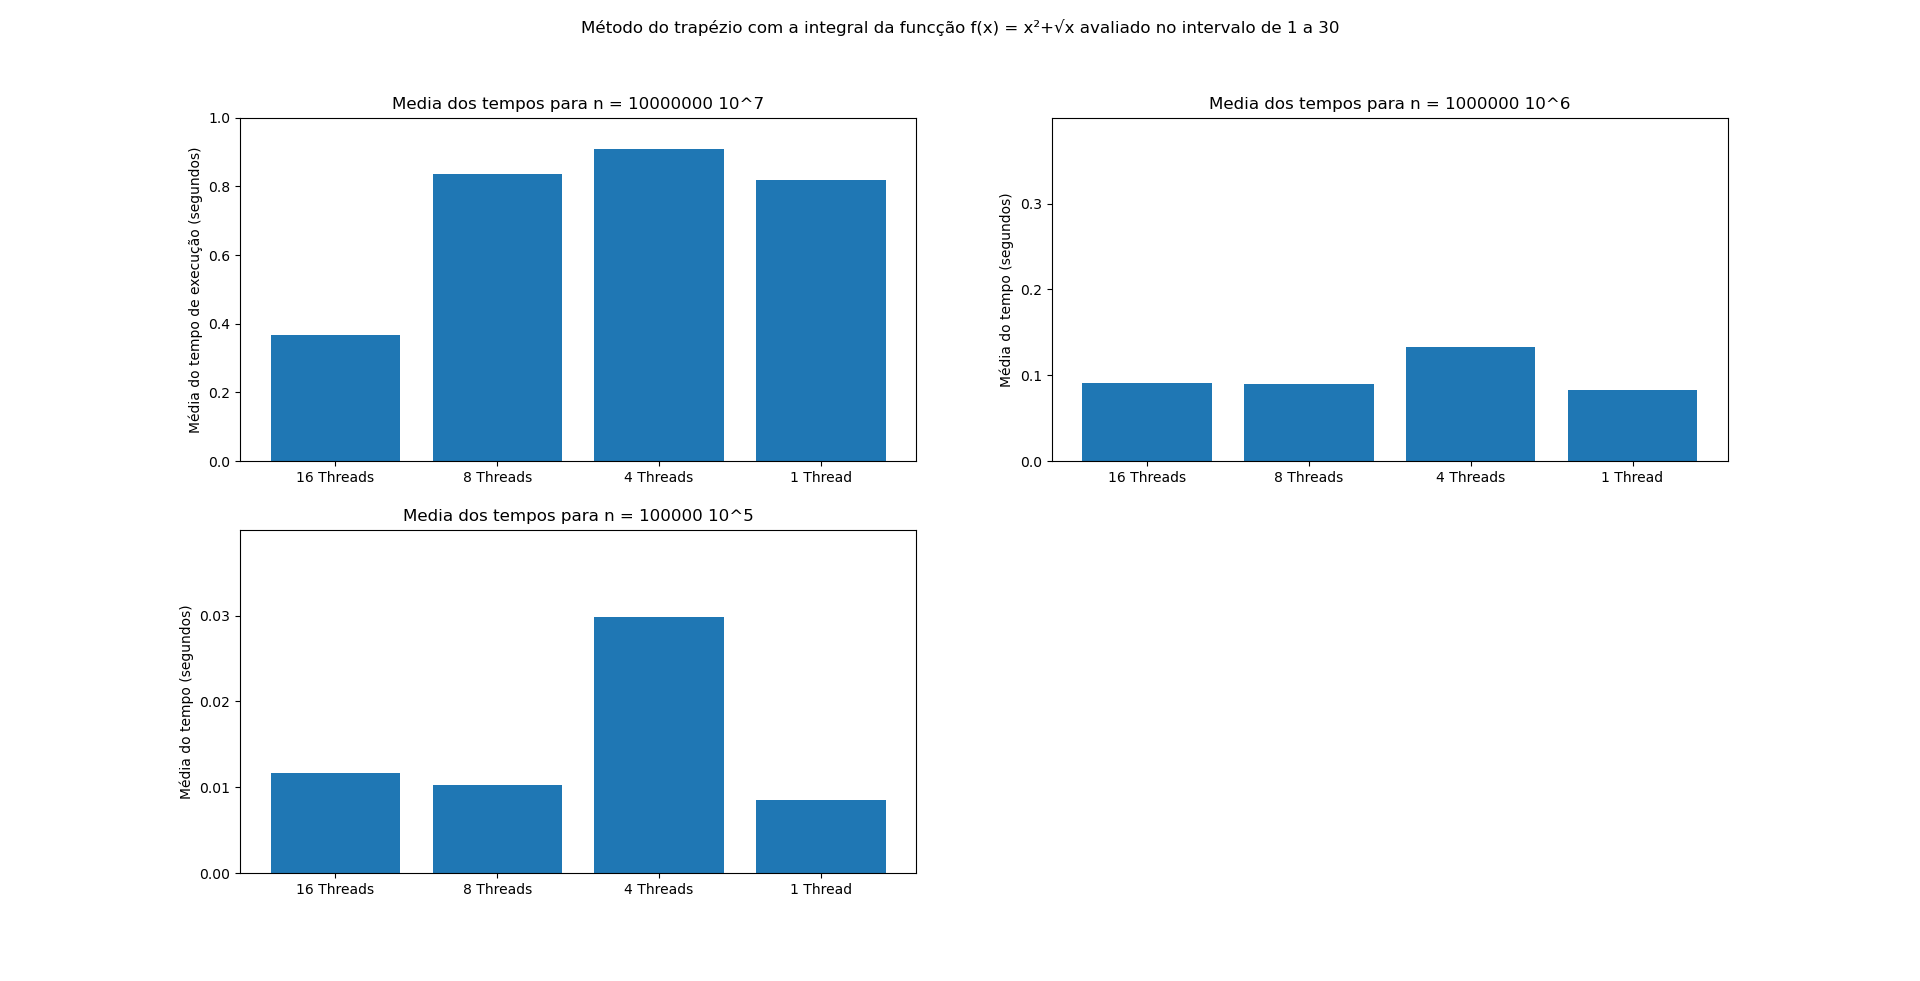 Método do trapézio com a integral da funcção f(x) = x²+√x avaliado no intervalo de 1 a 30
Media dos tempos para n = 10000000 10^7
Média do tempo de execução (segundos)
1.0
0.8
0.6
0.4
0.2
0.0
16 Threads
8 Threads
4 Threads
1 Thread
Media dos tempos para n = 1000000 10^6
Média do tempo (segundos)
0.3
0.2
0.1
0.0
16 Threads
8 Threads
4 Threads
1 Thread
Media dos tempos para n = 100000 10^5
Média do tempo (segundos)
0.03
0.02
0.01
0.00
16 Threads
8 Threads
4 Threads
1 Thread